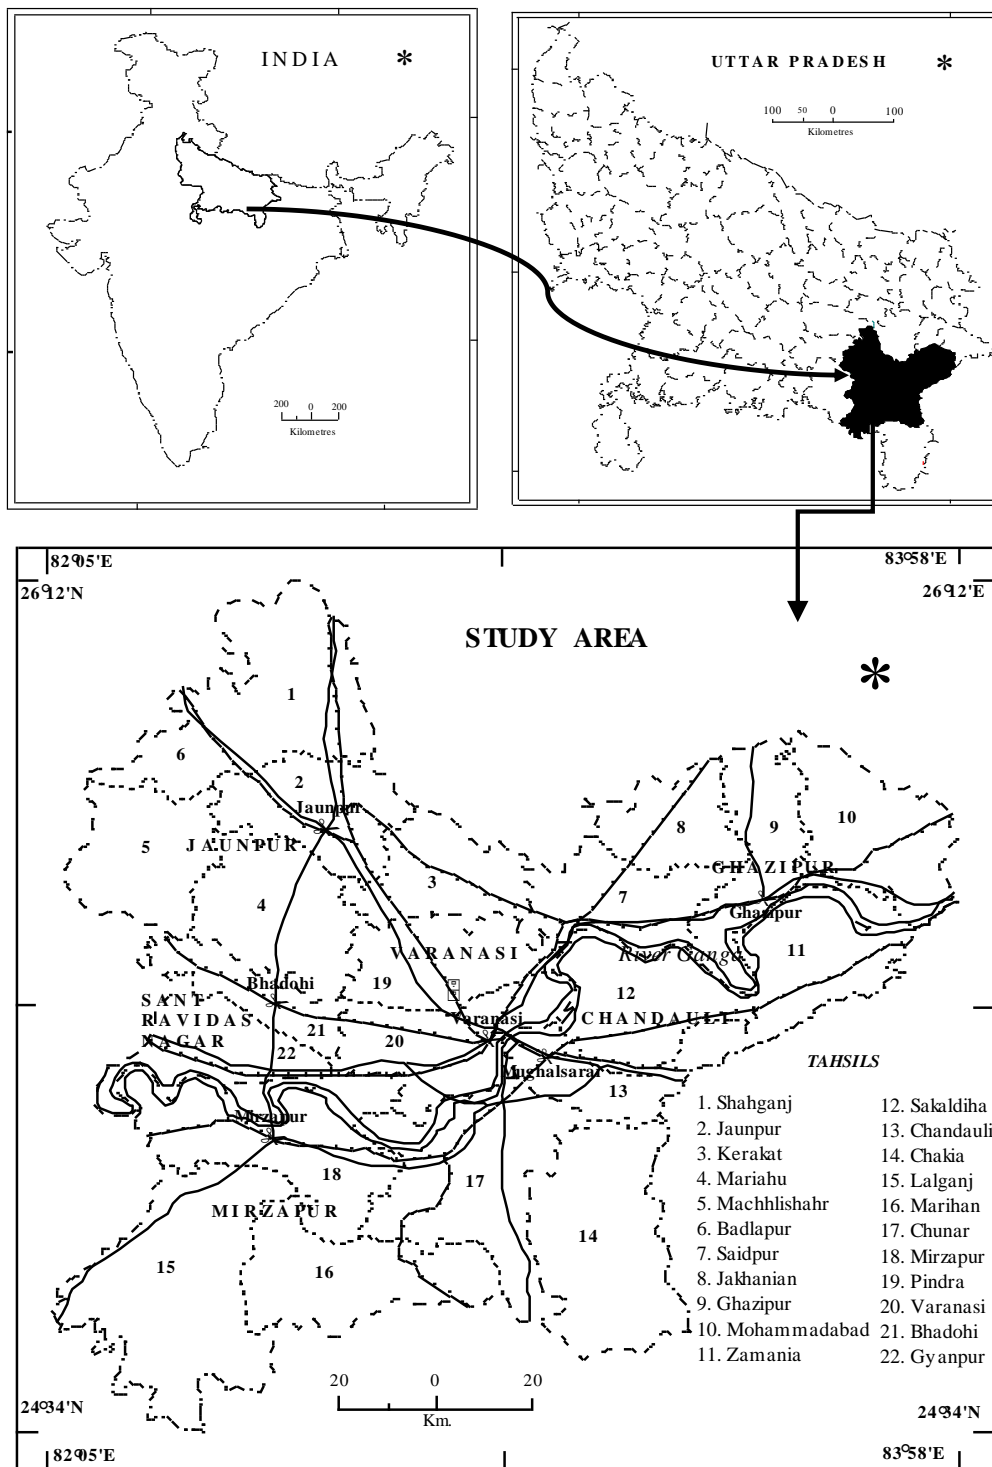 INDIA *
200 0 200
Kilometres
UTTAR PRADESH *
100 50 0 100
Kilometres
82°05'E
83°58'E
26°12'N
26°12'E
STUDY AREA
*
1
6
2
Jaunpur
5
JAUNPUR
4
3
8
9
10
GHAZIPUR
7
Ghazipur
VARANASI
River Ganga
11
Bhadohi
19
12
SANT
RAVIDAS
NAGAR
Varanasi
CHANDAULI
21
20
22
Mughalsarai
13
Mirzapur
18
17
MIRZAPUR
14
15
16
TAHSILS
1. Shahganj
2. Jaunpur
3. Kerakat
4. Mariahu
5. Machhlishahr
6. Badlapur
7. Saidpur
8. Jakhanian
9. Ghazipur
10. Mohammadabad
11. Zamania
12. Sakaldiha
13. Chandauli
14. Chakia
15. Lalganj
16. Marihan
17. Chunar
18. Mirzapur
19. Pindra
20. Varanasi
21. Bhadohi
22. Gyanpur
20 0 20
Km.
24°34'N
24°34'N
82°05'E
83°58'E